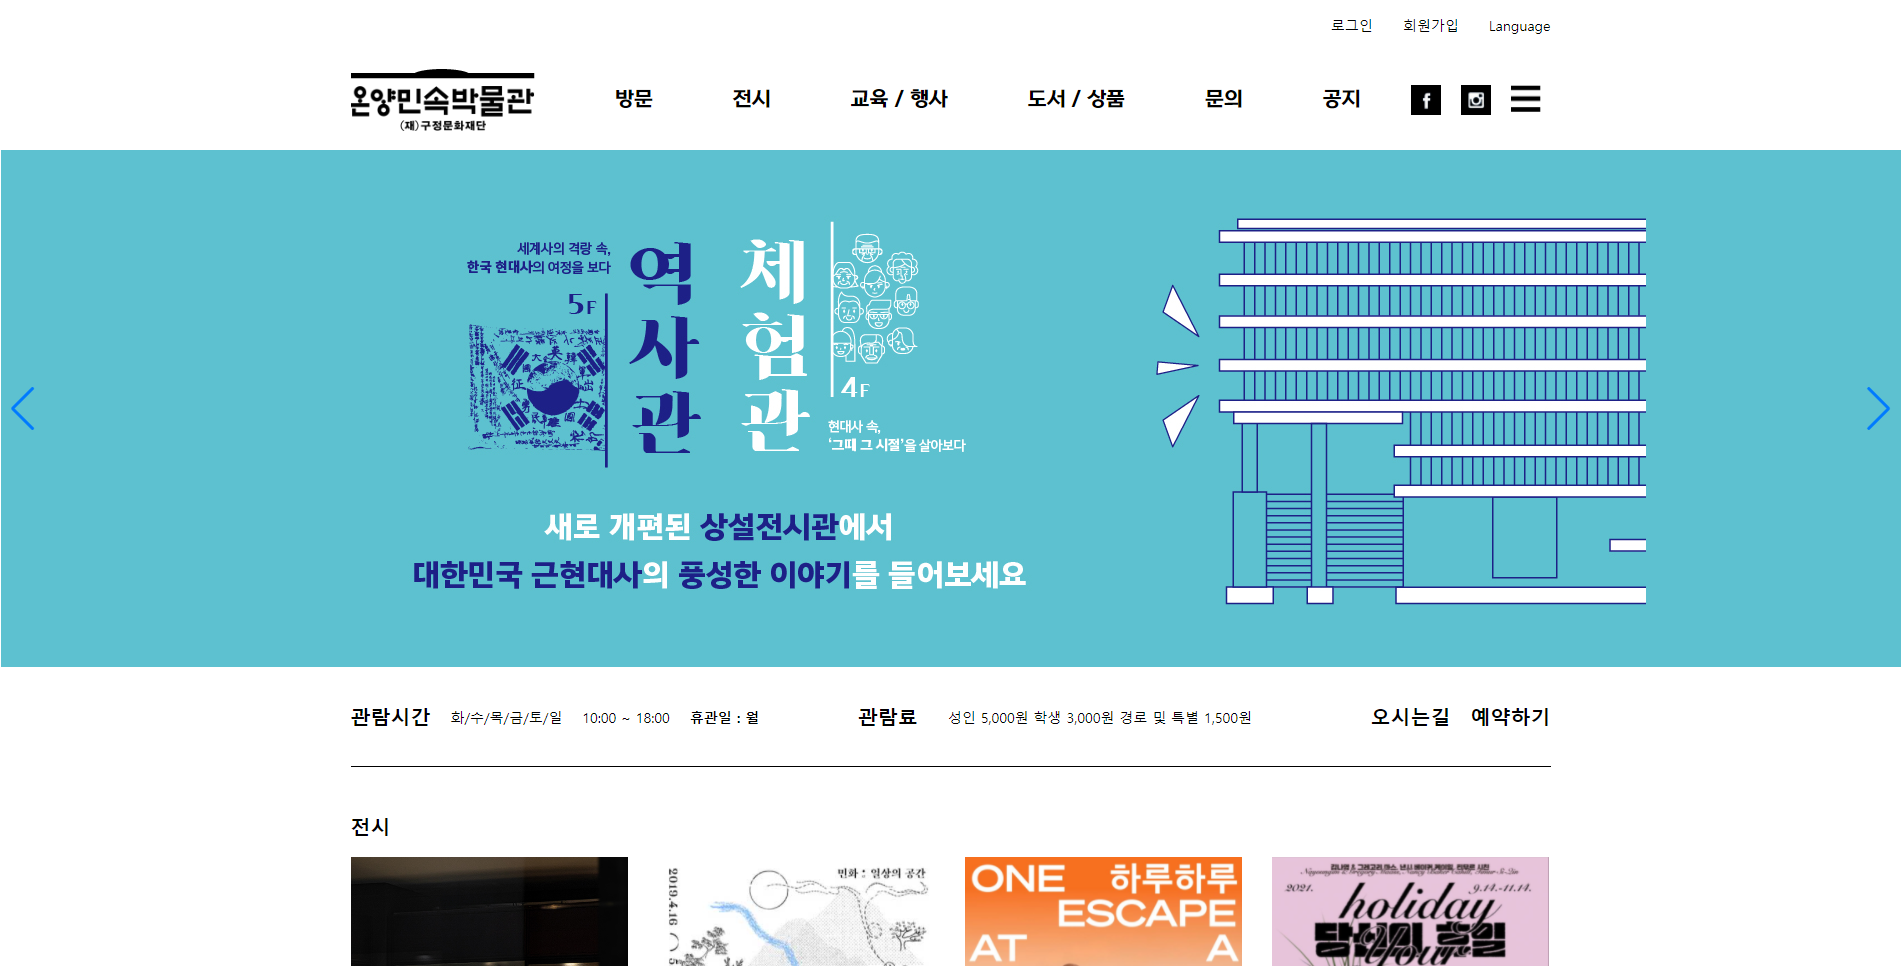 로그인 회원가입 Language
온양민속박물관
(재)구정문화재단
방문 전시 교육 / 행사 도서 / 상품 문의 공지
세계사의 격랑 속,
한국 현대사의 여정을 보다
5F
역사관
체험관
4F
현대사 속,
'그때 그 시절'을 살아보다
새로 개편된 상설전시관에서
대한민국 근현대사의 풍성한 이야기를 들어보세요
관람시간 화/수/목/금/토/일 10:00 ~ 18:00 휴관일 : 월 관람료 성인 5,000원 학생 3,000원 경로 및 특별 1,500원 오시는길 예약하기
전시
2019.4.16
민화 : 일상의 공간
ONE 하루하루
ESCAPE
AT A
2021. 9.14.-11.14.
holiday
당신의 휴일
your